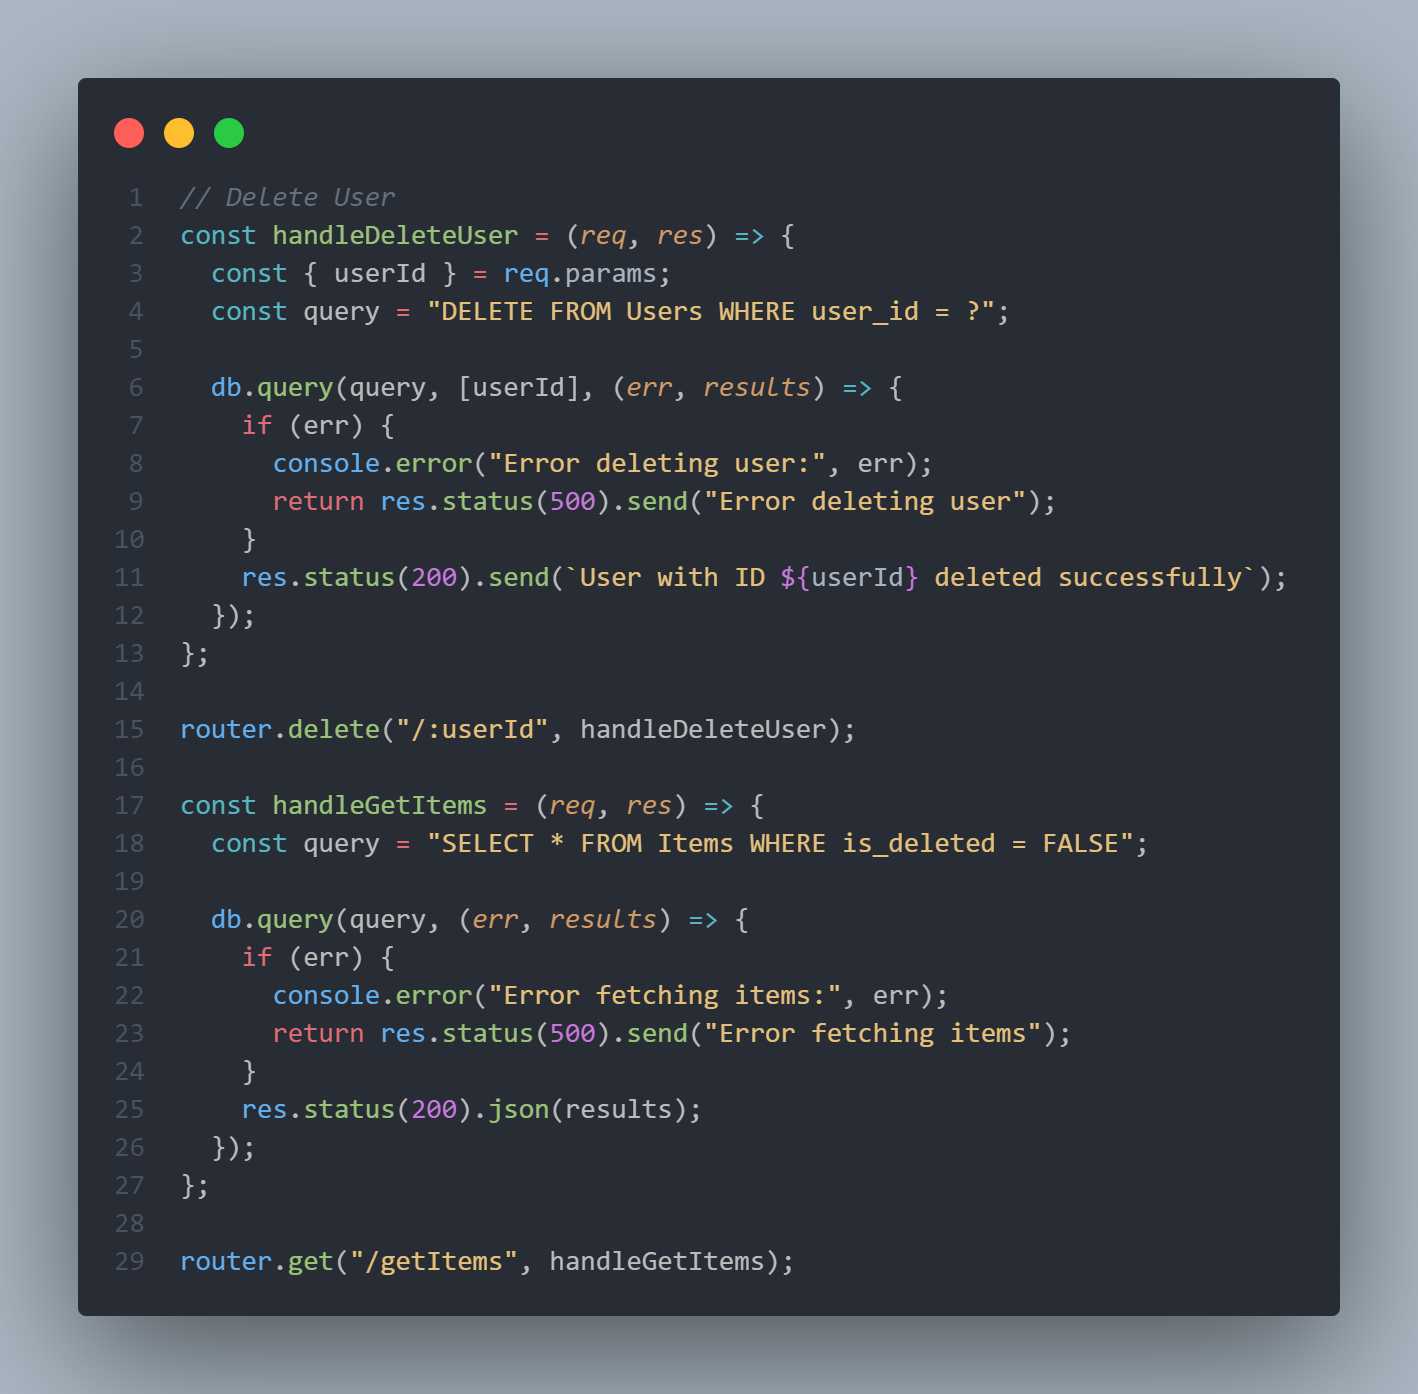 1 // Delete User
2 const handleDeleteUser = (req, res) => {
3   const { userId } = req.params;
4   const query = "DELETE FROM Users WHERE user_id = ?";
5
6   db.query(query, [userId], (err, results) => {
7     if (err) {
8       console.error("Error deleting user:", err);
9       return res.status(500).send("Error deleting user");
10     }
11     res.status(200).send(`User with ID ${userId} deleted successfully`);
12   });
13 };
14
15 router.delete("/:userId", handleDeleteUser);
16
17 const handleGetItems = (req, res) => {
18   const query = "SELECT * FROM Items WHERE is_deleted = FALSE";
19
20   db.query(query, (err, results) => {
21     if (err) {
22       console.error("Error fetching items:", err);
23       return res.status(500).send("Error fetching items");
24     }
25     res.status(200).json(results);
26   });
27 };
28
29 router.get("/getItems", handleGetItems);